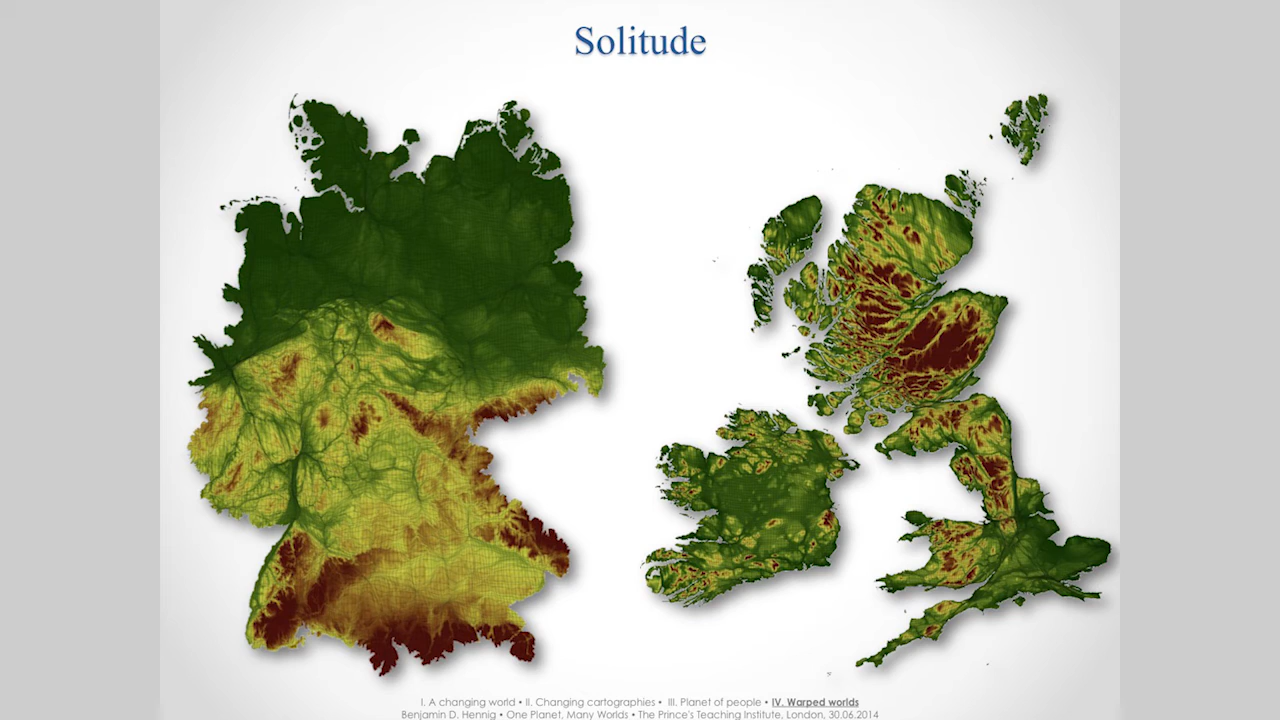 Solitude
I. A changing world • II. Changing cartographies • III. Planet of people • IV. Warped worlds
Benjamin D. Hennig • One Planet, Many Worlds • The Prince's Teaching Institute, London, 30.06.2014